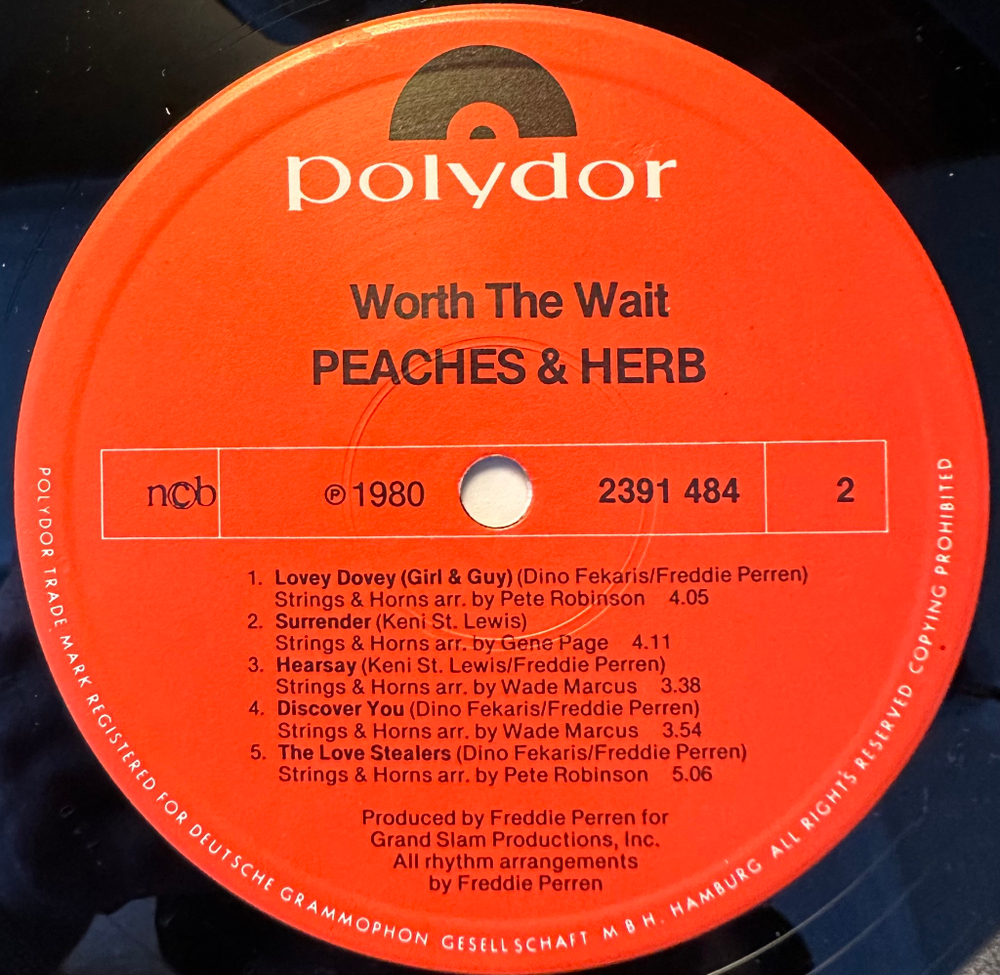 polydor
Worth The Wait
PEACHES & HERB
ncb ℗ 1980 2391 484 2
1. Lovey Dovey (Girl & Guy) (Dino Fekaris/Freddie Perren)
Strings & Horns arr. by Pete Robinson 4.05
2. Surrender (Keni St. Lewis)
Strings & Horns arr. by Gene Page 4.11
3. Hearsay (Keni St. Lewis/Freddie Perren)
Strings & Horns arr. by Wade Marcus 3.38
4. Discover You (Dino Fekaris/Freddie Perren)
Strings & Horns arr. by Wade Marcus 3.54
5. The Love Stealers (Dino Fekaris/Freddie Perren)
Strings & Horns arr. by Pete Robinson 5.06
Produced by Freddie Perren for
Grand Slam Productions, Inc.
All rhythm arrangements
by Freddie Perren
POLYDOR TRADE MARK REGISTERED FOR DEUTSCHE GRAMMOPHON GESELLSCHAFT M B H. HAMBURG ALL RIGHTS RESERVED COPYING PROHIBITED